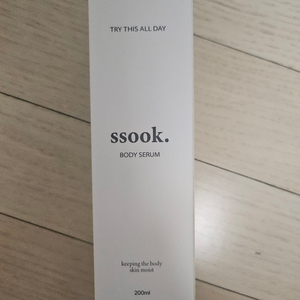 TRY THIS ALL DAY
ssook.
BODY SERUM
keeping the body
skin moist
200ml